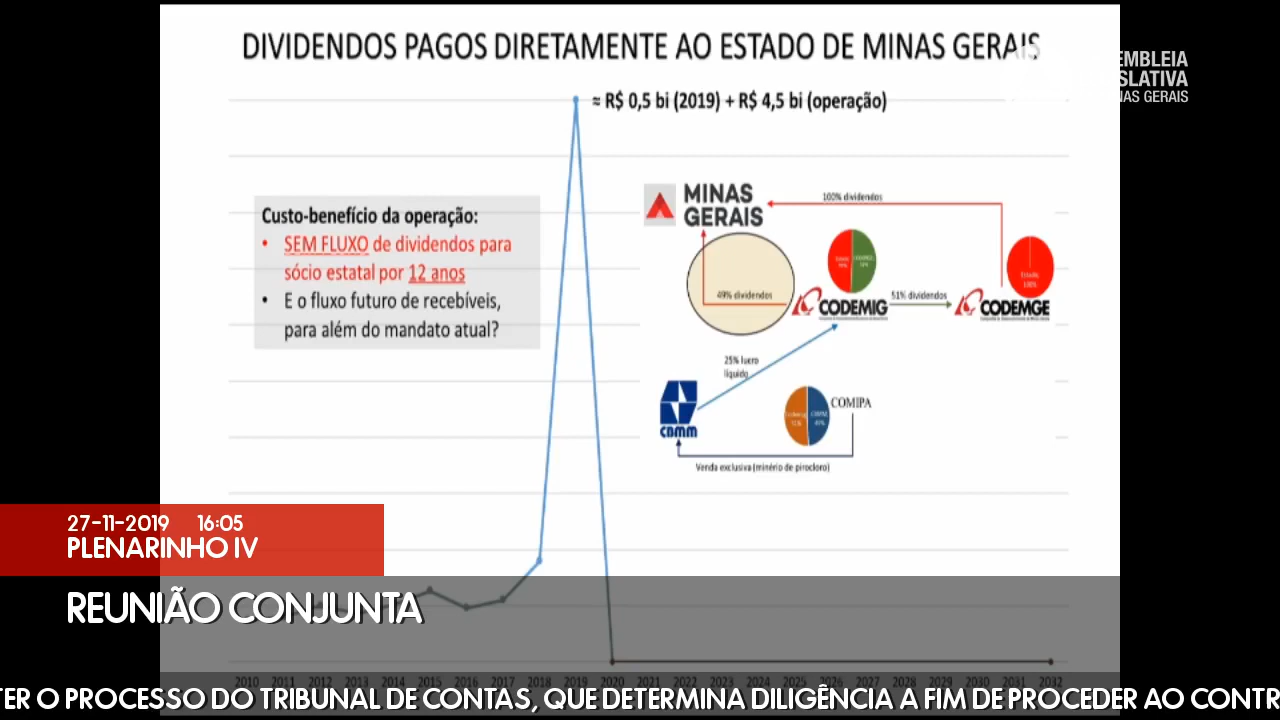 DIVIDENDOS PAGOS DIRETAMENTE AO ESTADO DE MINAS GERAIS
EMBLEIA
ISLATIVA
NAS GERAIS
≈ R$ 0,5 bi (2019) + R$ 4,5 bi (operação)
Custo-benefício da operação:
• SEM FLUXO de dividendos para
sócio estatal por 12 anos
• E o fluxo futuro de recebíveis,
para além do mandato atual?
MINAS
GERAIS
100% dividendos
49% dividendos
CODEMIG
51% dividendos
CODEMGE
25% lucro
líquido
CBMM
COMIPA
Venda exclusiva (minério de pirocloro)
27-11-2019 16:05
PLENARINHO IV
REUNIÃO CONJUNTA
2010 2011 2012 2013 2014 2015 2016 2017 2018 2019 2020 2021 2022 2023 2024 2025 2026 2027 2028 2029 2030 2031 2032
TER O PROCESSO DO TRIBUNAL DE CONTAS, QUE DETERMINA DILIGÊNCIA A FIM DE PROCEDER AO CONTR